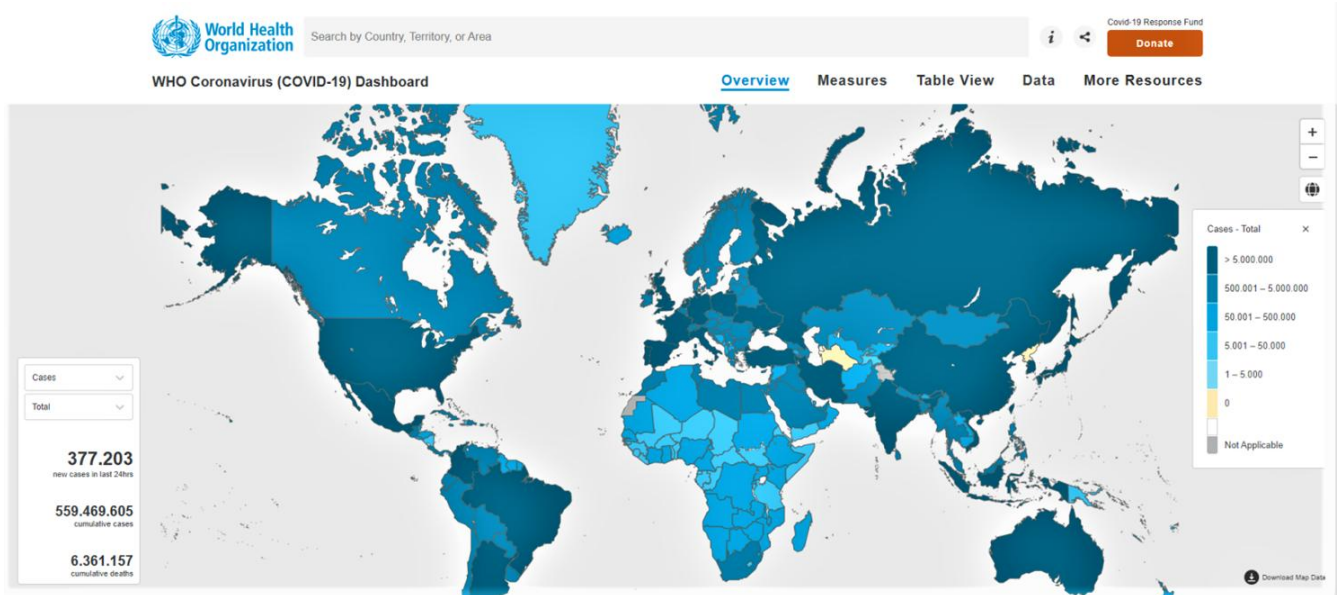 World Health
Organization
Search by Country, Territory, or Area
i
Covid-19 Response Fund
Donate
WHO Coronavirus (COVID-19) Dashboard
Overview
Measures
Table View
Data
More Resources
+
−
Cases - Total
×
> 5.000.000
500.001 – 5.000.000
50.001 – 500.000
5.001 – 50.000
1 – 5.000
0
Not Applicable
Cases
Total
377.203
new cases in last 24hrs
559.469.605
cumulative cases
6.361.157
cumulative deaths
Download Map Data